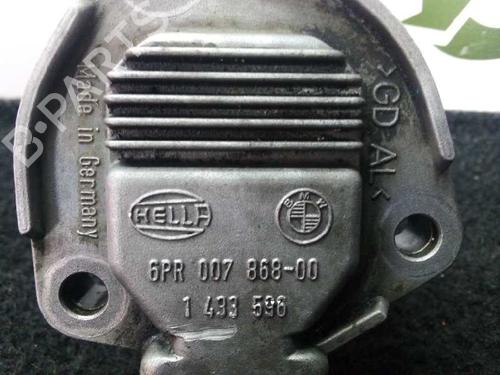 Made in Germany
>GD-AL<
HELLA
BMW
6PR 007 868-00
1 433 596
B-PARTS